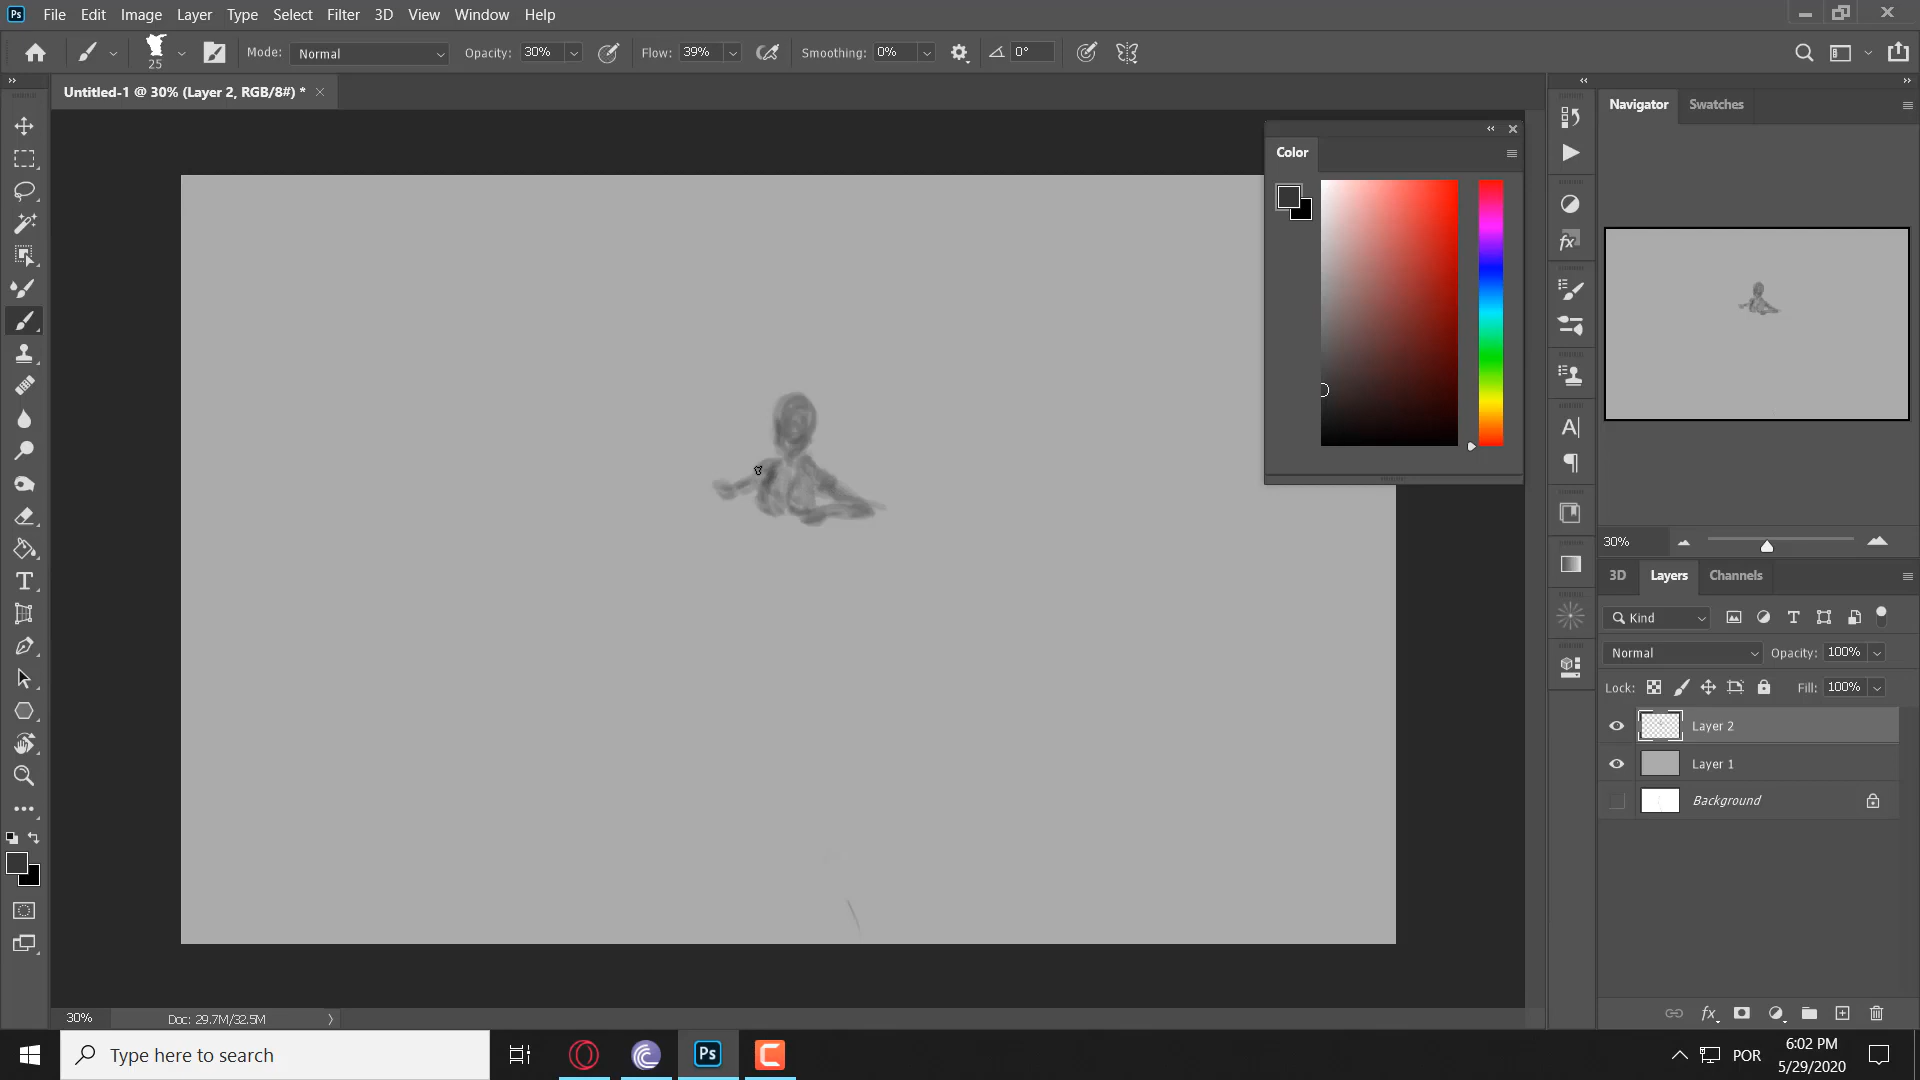 Ps File Edit Image Layer Type Select Filter 3D View Window Help
25 Mode: Normal Opacity: 30% Flow: 39% Smoothing: 0% 0°
Untitled-1 @ 30% (Layer 2, RGB/8#) *
Navigator Swatches
Color
30%
3D Layers Channels
Kind
Normal Opacity: 100%
Lock: Fill: 100%
Layer 2
Layer 1
Background
fx
30% Doc: 29.7M/32.5M
Type here to search
Ps
POR
6:02 PM
5/29/2020